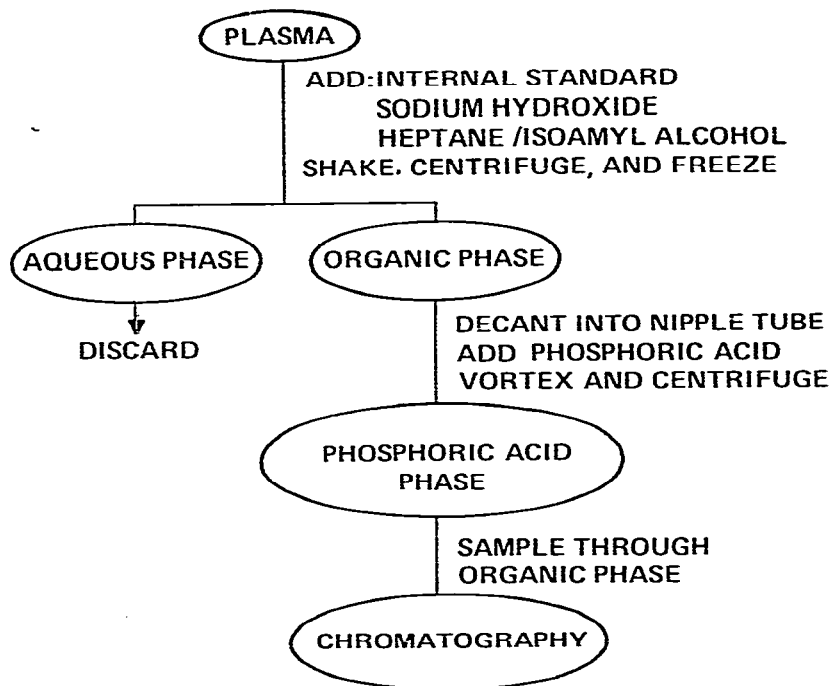 PLASMA
ADD:INTERNAL STANDARD
SODIUM HYDROXIDE
HEPTANE /ISOAMYL ALCOHOL
SHAKE. CENTRIFUGE, AND FREEZE
AQUEOUS PHASE
ORGANIC PHASE
DISCARD
DECANT INTO NIPPLE TUBE
ADD PHOSPHORIC ACID
VORTEX AND CENTRIFUGE
PHOSPHORIC ACID
PHASE
SAMPLE THROUGH
ORGANIC PHASE
CHROMATOGRAPHY